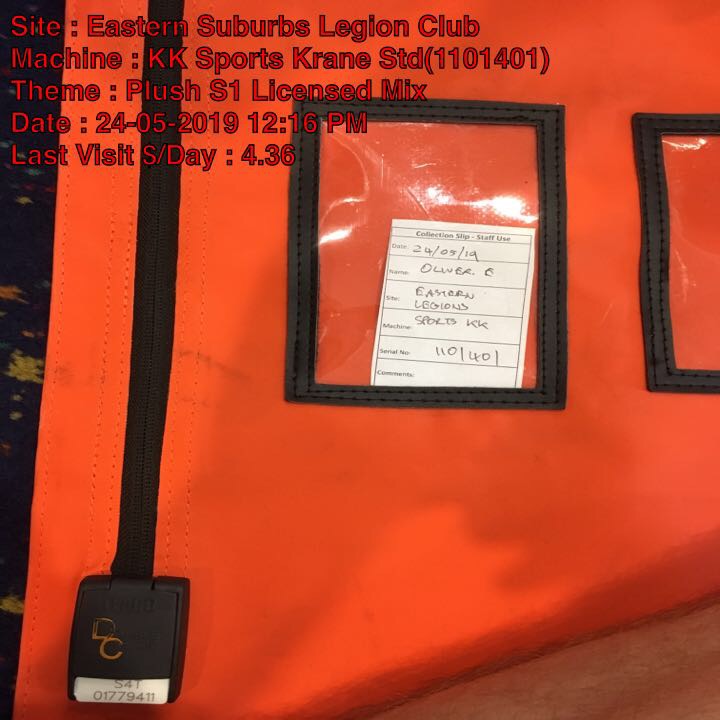 Site : Eastern Suburbs Legion Club
Machine : KK Sports Krane Std(1101401)
Theme : Plush S1 Licensed Mix
Date : 24-05-2019 12:16 PM
Last Visit $/Day : 4.36
Collection Slip - Staff Use
Date: 24/05/19
Name: OLIVER. E
Site: EASTERN
LEGIONS
Machine: SPORTS KK
Serial No: 1101401
Comments:
DC
S4T
01779411